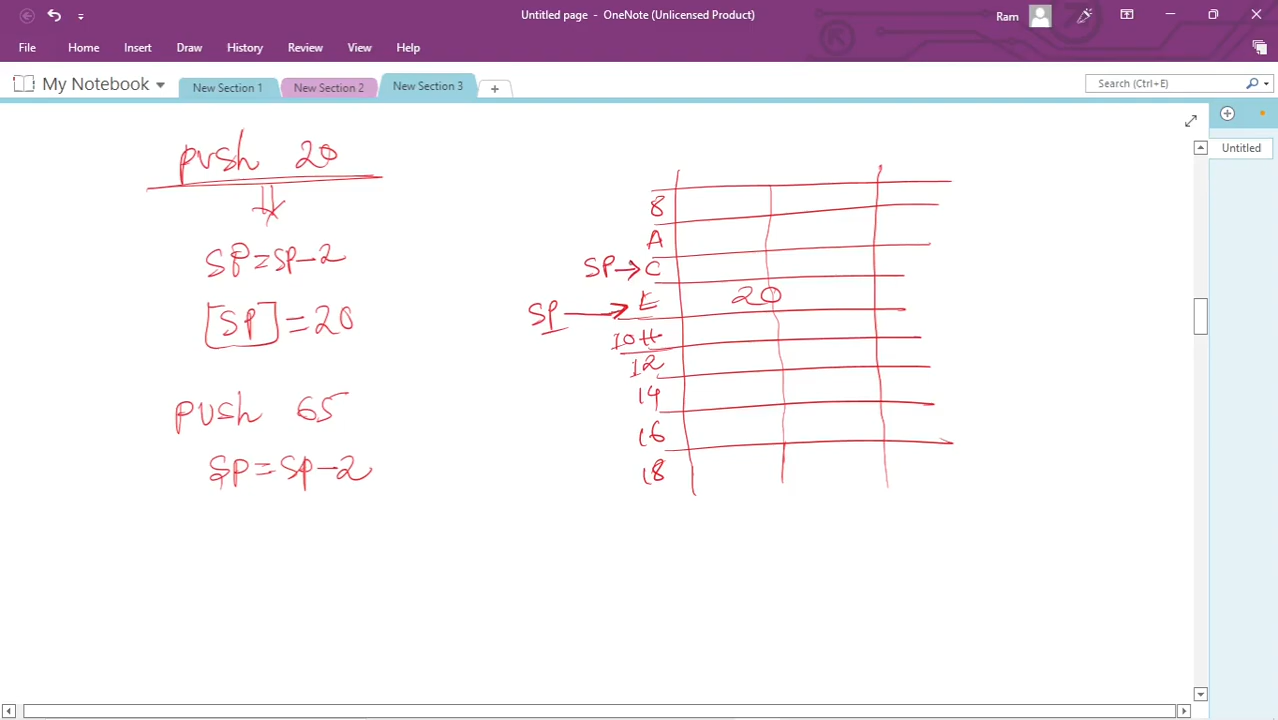 Untitled page - OneNote (Unlicensed Product)
Ram
File Home Insert Draw History Review View Help
My Notebook
New Section 1
New Section 2
New Section 3
Search (Ctrl+E)
Untitled
push 20
SP=SP-2
[SP]=20
push 65
SP=SP-2
8
A
SP→C
SP→E 20
10H
12
14
16
18